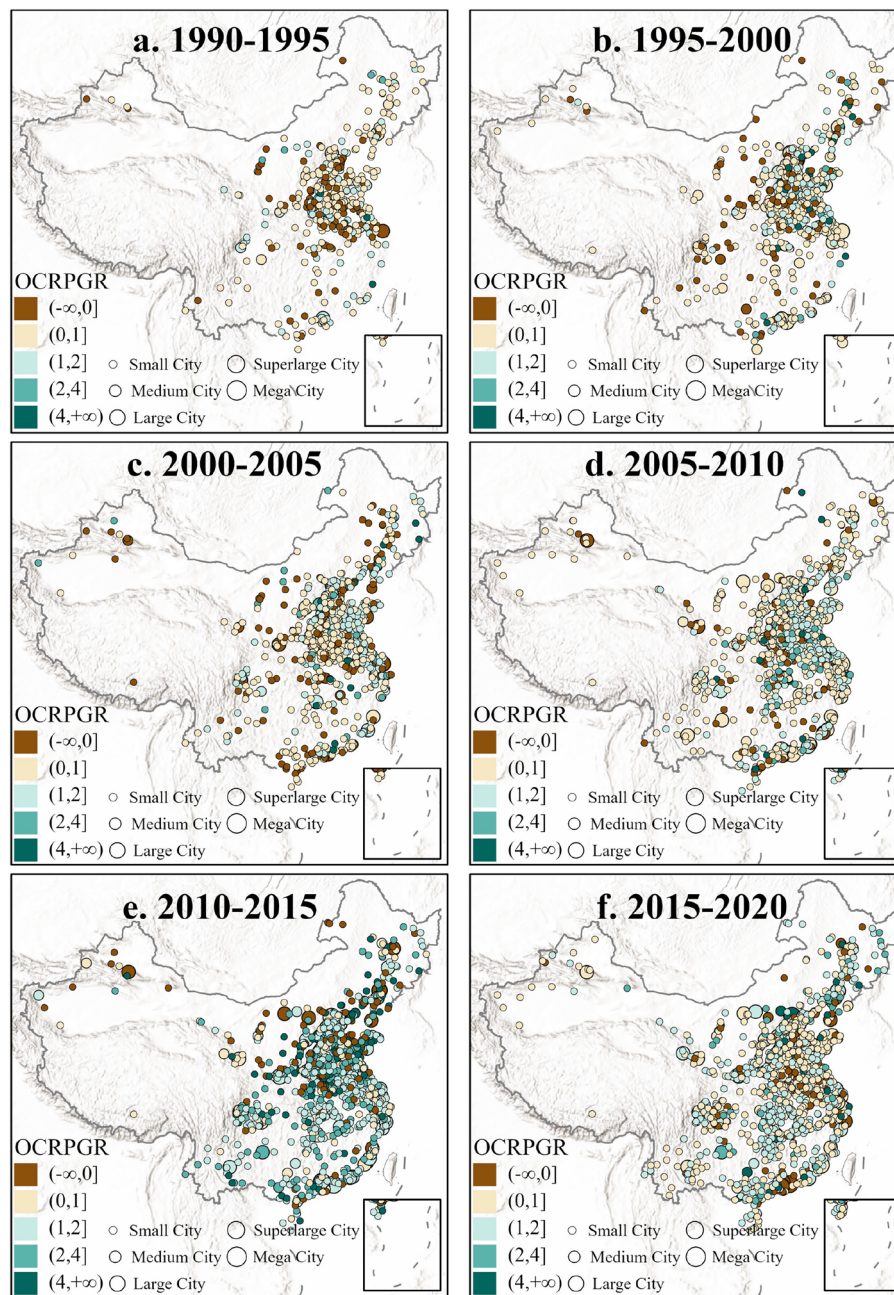 a. 1990-1995
OCRPGR
(-∞,0]
(0,1]
(1,2] Small City Superlarge City
(2,4] Medium City Mega City
(4,+∞) Large City
b. 1995-2000
OCRPGR
(-∞,0]
(0,1]
(1,2] Small City Superlarge City
(2,4] Medium City Mega City
(4,+∞) Large City
c. 2000-2005
OCRPGR
(-∞,0]
(0,1]
(1,2] Small City Superlarge City
(2,4] Medium City Mega City
(4,+∞) Large City
d. 2005-2010
OCRPGR
(-∞,0]
(0,1]
(1,2] Small City Superlarge City
(2,4] Medium City Mega City
(4,+∞) Large City
e. 2010-2015
OCRPGR
(-∞,0]
(0,1]
(1,2] Small City Superlarge City
(2,4] Medium City Mega City
(4,+∞) Large City
f. 2015-2020
OCRPGR
(-∞,0]
(0,1]
(1,2] Small City Superlarge City
(2,4] Medium City Mega City
(4,+∞) Large City